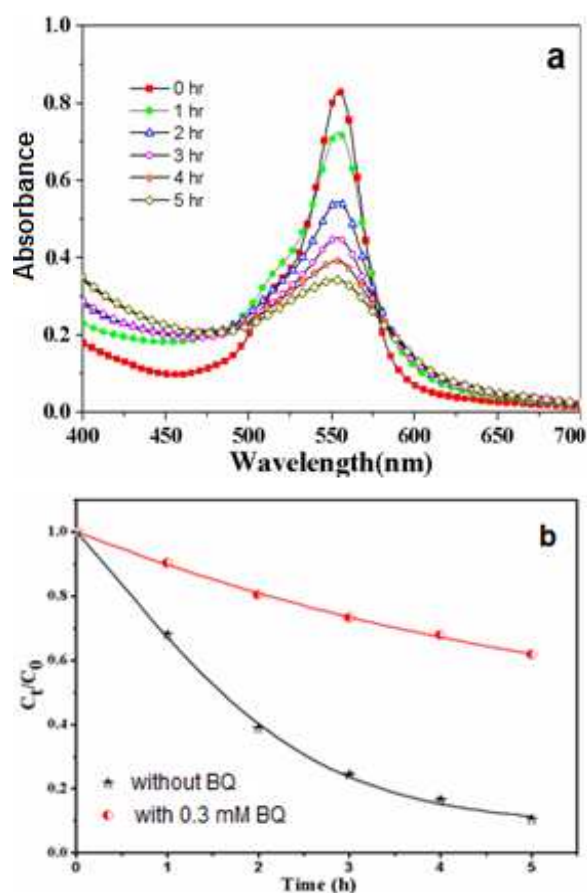 a
1.0
0.8
0.6
0.4
0.2
0.0
Absorbance
0 hr
1 hr
2 hr
3 hr
4 hr
5 hr
400 450 500 550 600 650 700
Wavelength(nm)
b
1.0
0.8
0.6
0.4
0.2
0.0
Ct/C0
without BQ
with 0.3 mM BQ
0 1 2 3 4 5
Time (h)